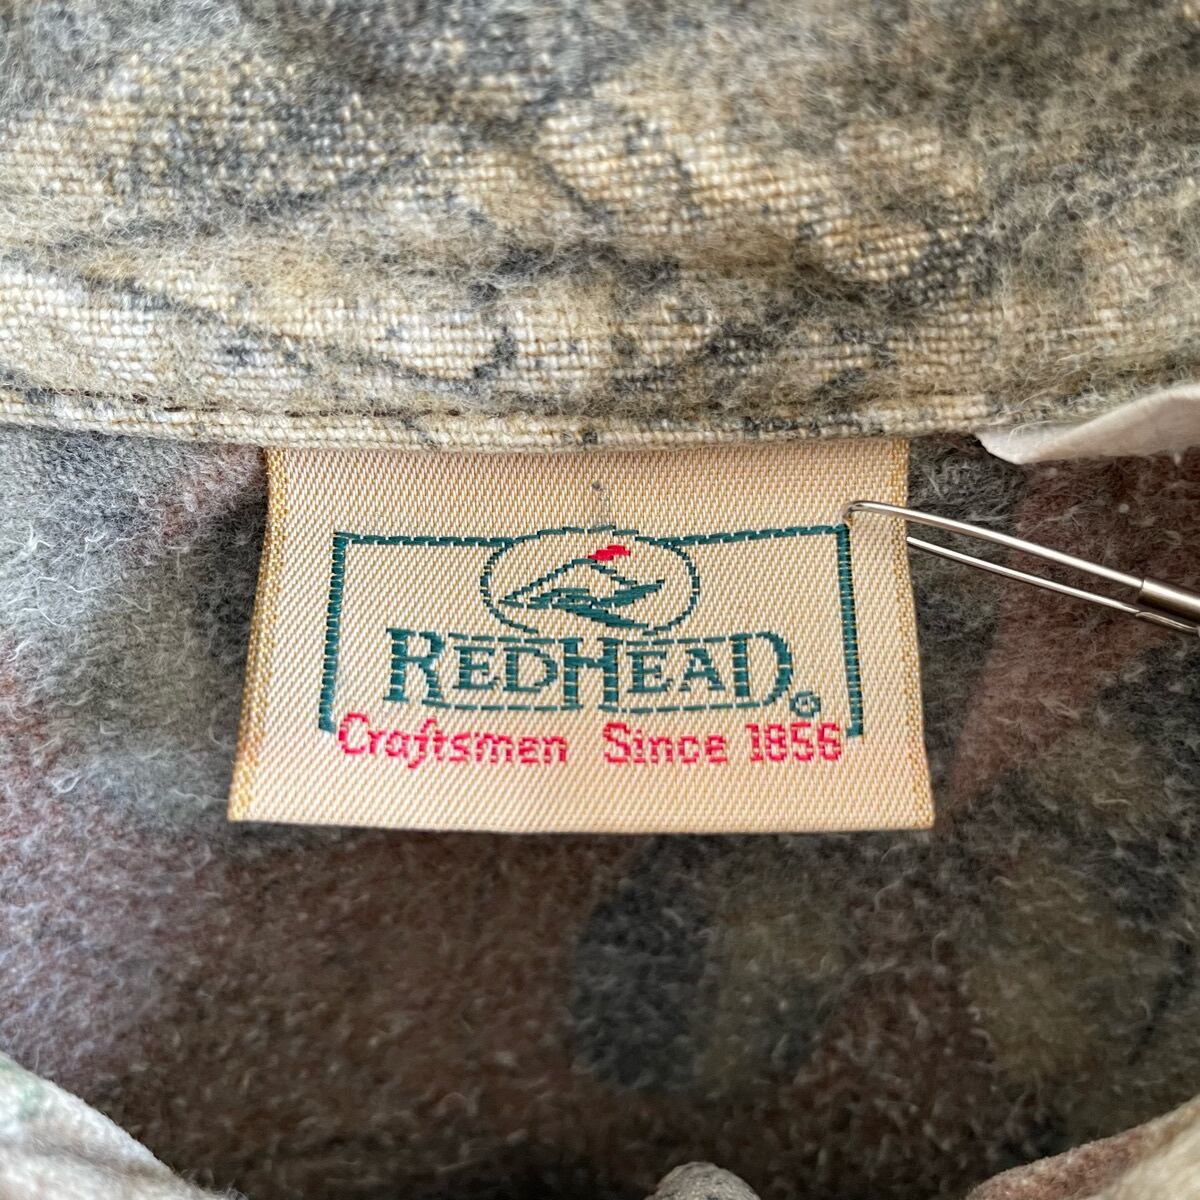 REDHEAD®
Craftsmen Since 1856